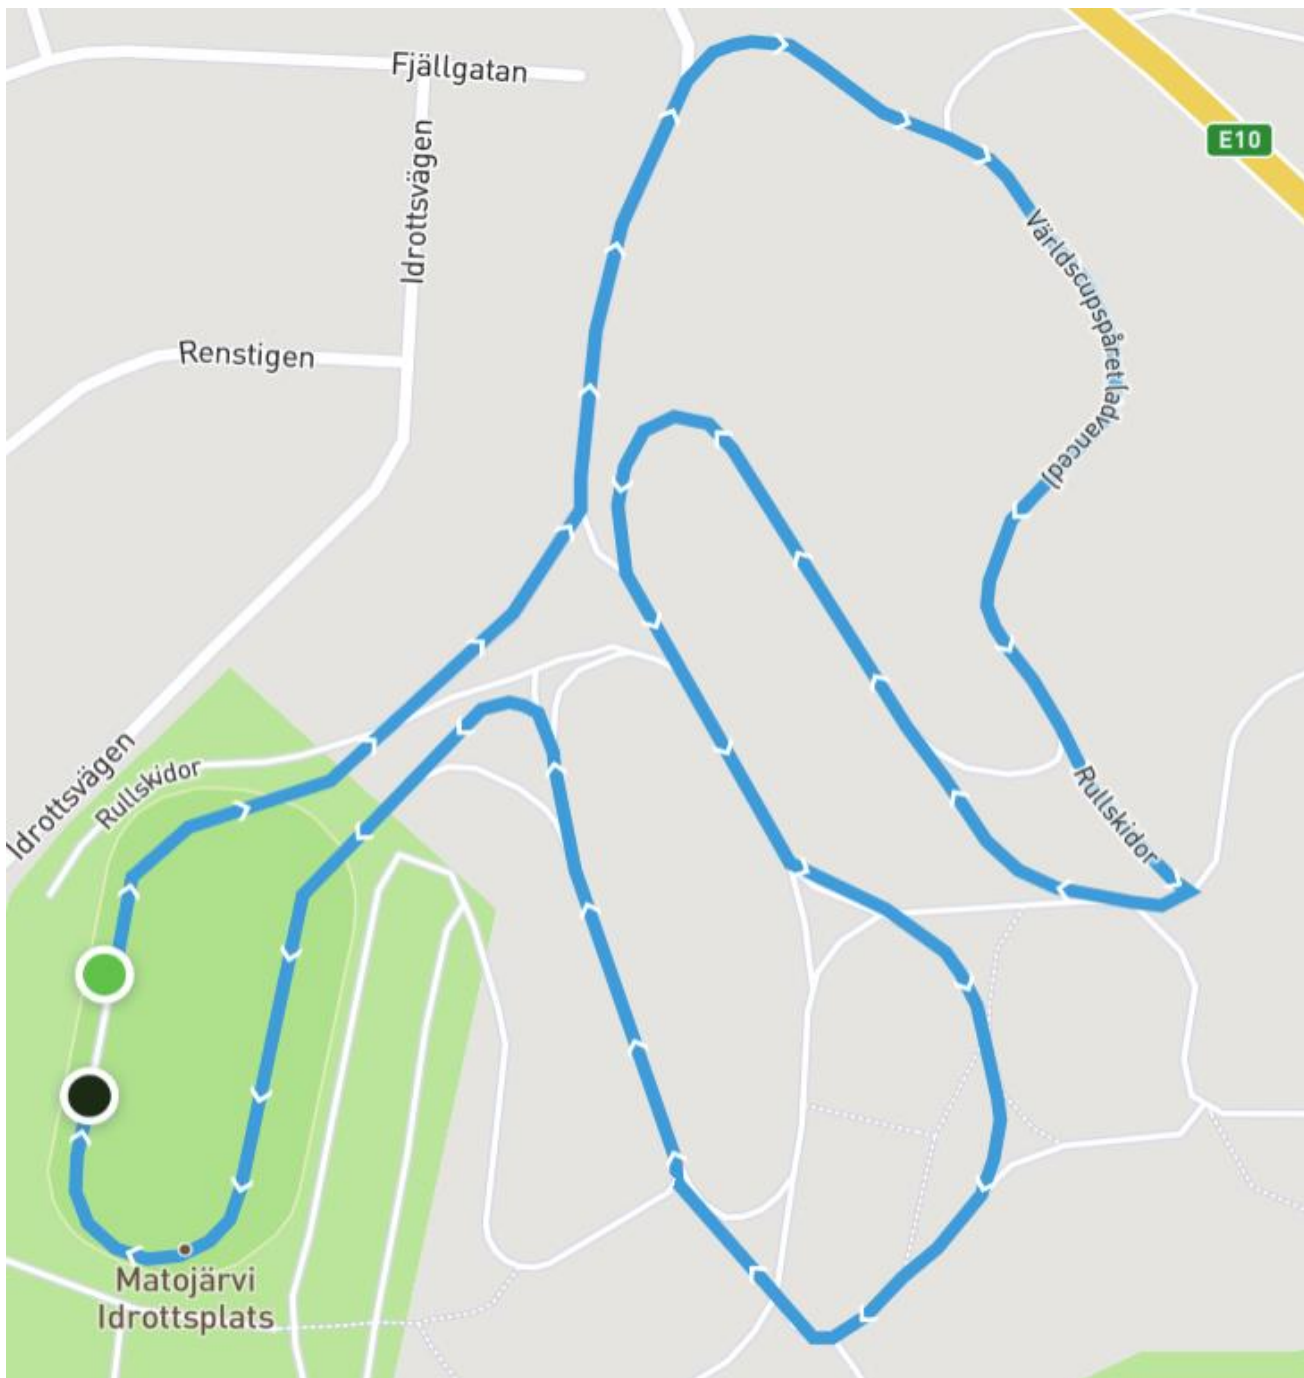 Fjällgatan
E10
Idrottsvägen
Världscupspåret (advanced)
Renstigen
Idrottsvägen
Rullskidor
Rullskidor
Matojärvi
Idrottsplats